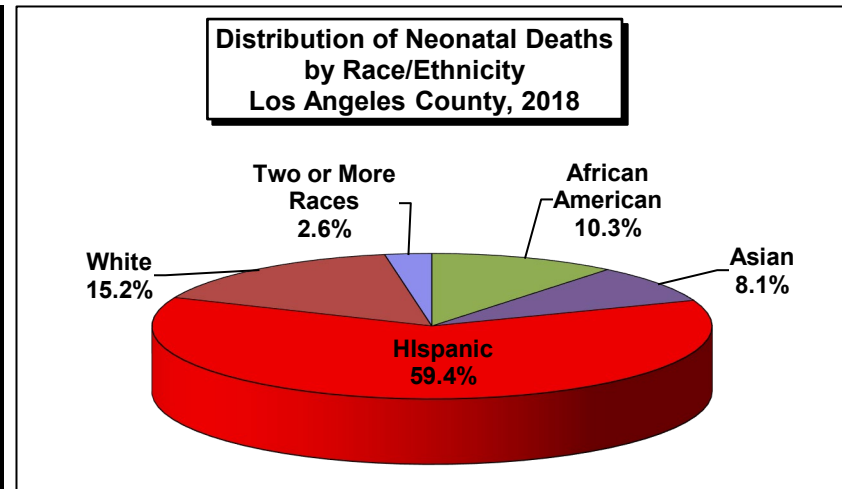 Distribution of Neonatal Deaths
by Race/Ethnicity
Los Angeles County, 2018
Two or More
Races
2.6%
African
American
10.3%
White
15.2%
Asian
8.1%
HIspanic
59.4%